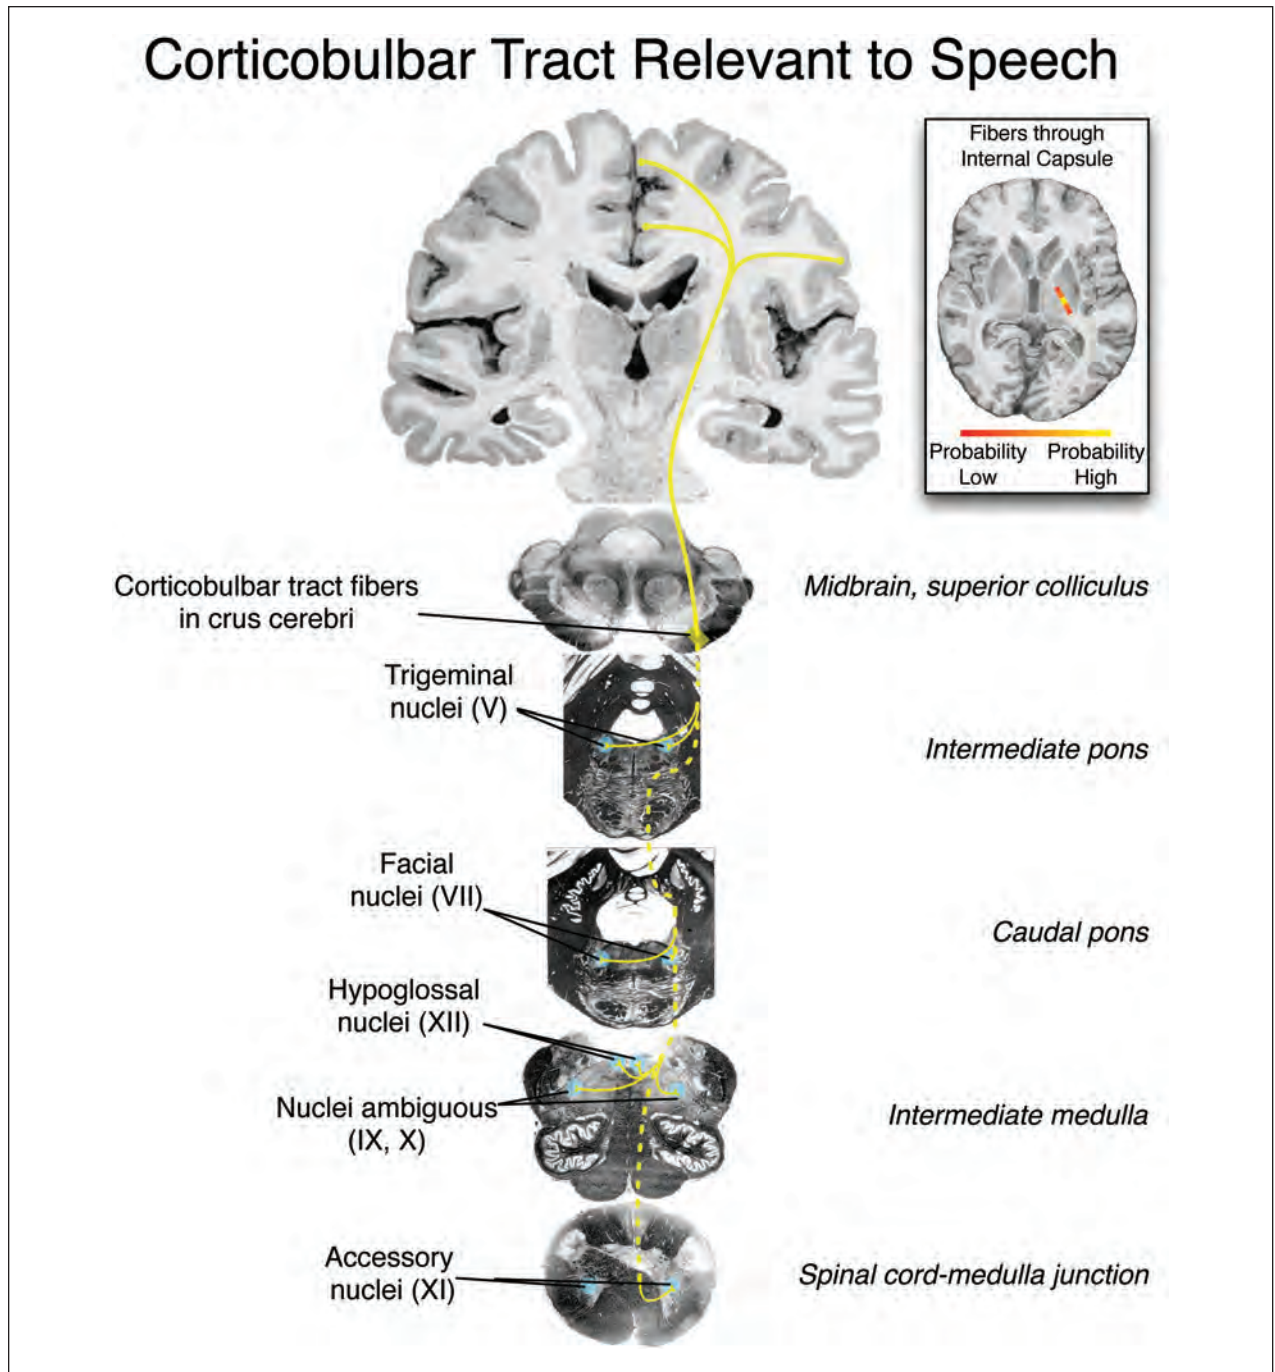 Corticobulbar Tract Relevant to Speech
Fibers through
Internal Capsule
Probability Low
Probability High
Corticobulbar tract fibers
in crus cerebri
Midbrain, superior colliculus
Trigeminal
nuclei (V)
Intermediate pons
Facial
nuclei (VII)
Caudal pons
Hypoglossal
nuclei (XII)
Nuclei ambiguous
(IX, X)
Intermediate medulla
Accessory
nuclei (XI)
Spinal cord-medulla junction